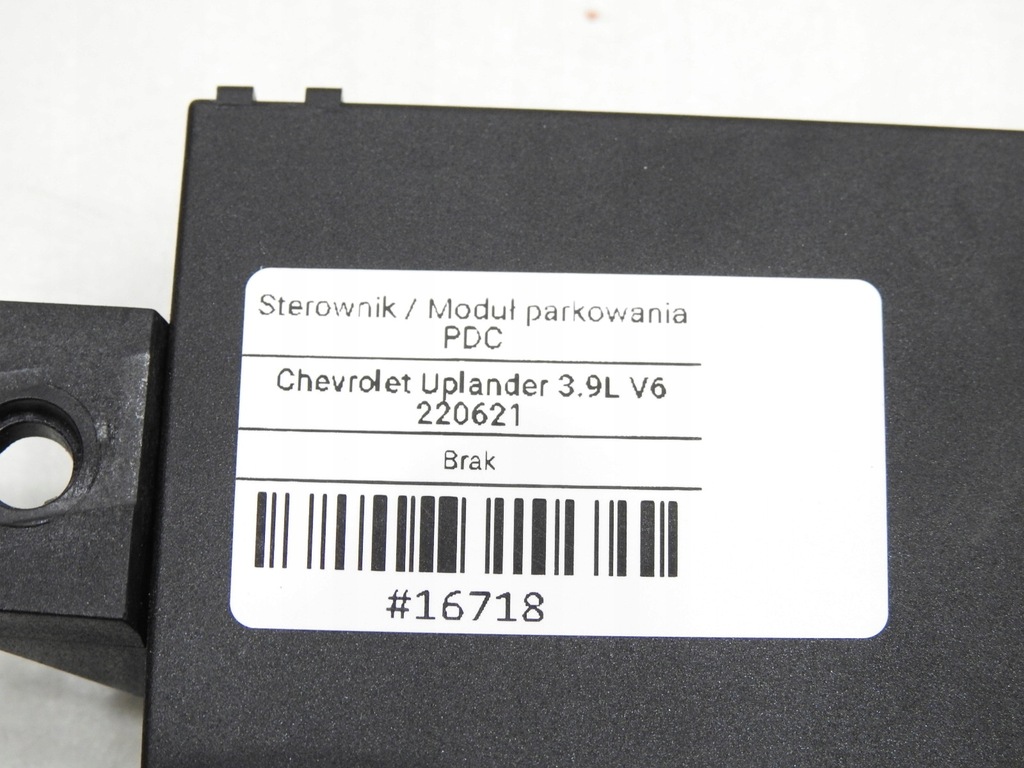 Sterownik / Moduł parkowania
PDC
Chevrolet Uplander 3.9L V6
220621
Brak
#16718